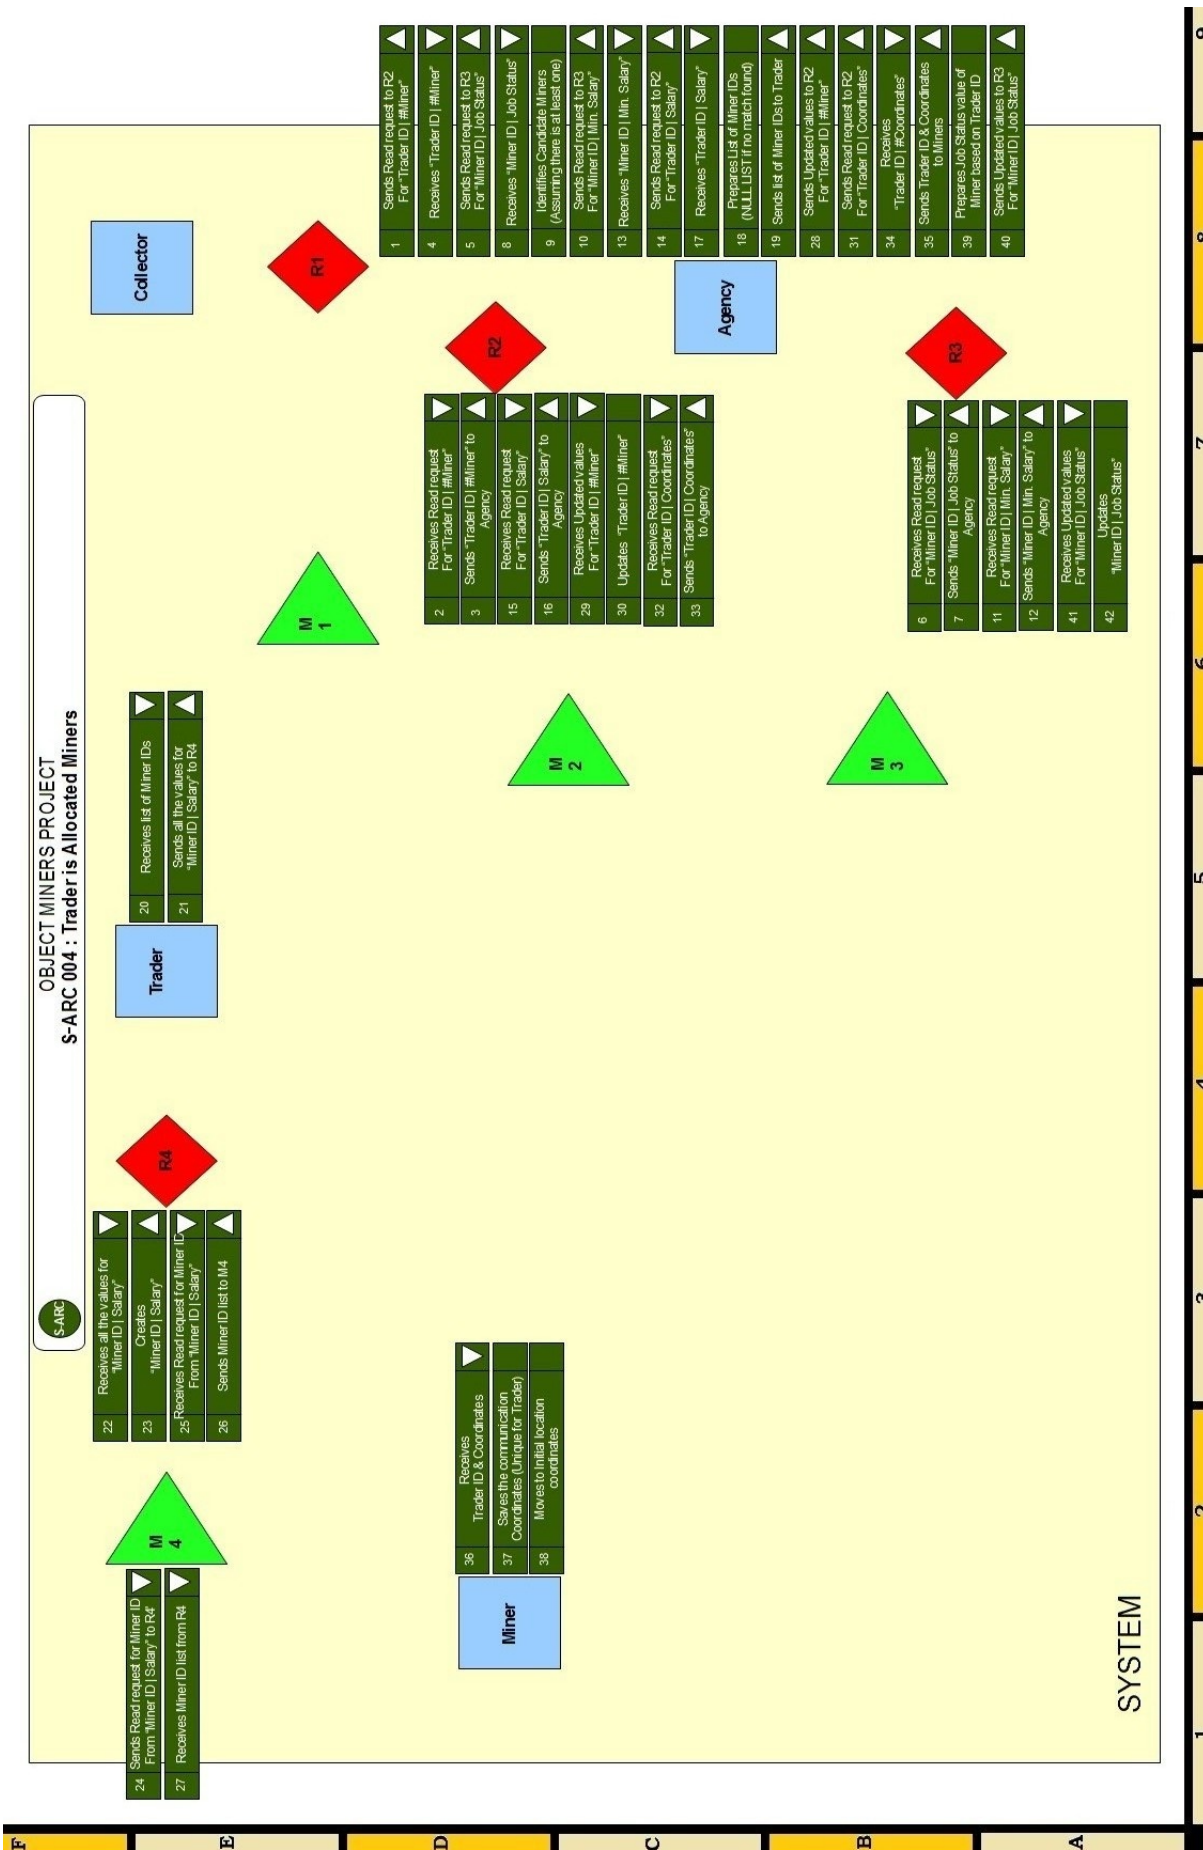 OBJECT MINERS PROJECT
S-ARC 004 : Trader is Allocated Miners
S-ARC
24
Sends Read request for Miner ID
From "Miner ID | Salary" to R4"
27
Receives Miner ID list from R4
M
4
22
Receives all the values for
"Miner ID | Salary"
23
Creates
"Miner ID | Salary"
25
Receives Read request for Miner ID
From "Miner ID | Salary"
26
Sends Miner ID list to M4
R4
Trader
20
Receives list of Miner IDs
21
Sends all the values for
"Miner ID | Salary" to R4
Collector
R1
M
1
1
Sends Read request to R2
For "Trader ID | #Miner"
4
Receives "Trader ID | #Miner"
5
Sends Read request to R3
For "Miner ID | Job Status"
8
Receives "Miner ID | Job Status"
9
Identifies Candidate Miners
(Assuming there is at least one)
10
Sends Read request to R3
For "Miner ID | Min. Salary"
13
Receives "Miner ID | Min. Salary"
14
Sends Read request to R2
For "Trader ID | Salary"
17
Receives "Trader ID | Salary"
18
Prepares List of Miner IDs
(NULL LIST if no match found)
19
Sends list of Miner IDs to Trader
28
Sends Updated values to R2
For "Trader ID | #Miner"
31
Sends Read request to R2
For "Trader ID | Coordinates"
34
Receives
"Trader ID | #Coordinates"
35
Sends Trader ID & Coordinates
to Miners
39
Prepares Job Status value of
Miner based on Trader ID
40
Sends Updated values to R3
For "Miner ID | Job Status"
Agency
R2
2
Receives Read request
For "Trader ID | #Miner"
3
Sends "Trader ID | #Miner" to
Agency
15
Receives Read request
For "Trader ID | Salary"
16
Sends "Trader ID | Salary" to
Agency
29
Receives Updated values
For "Trader ID | #Miner"
30
Updates "Trader ID | #Miner"
32
Receives Read request
For "Trader ID | Coordinates"
33
Sends "Trader ID | Coordinates"
to Agency
M
2
M
3
R3
6
Receives Read request
For "Miner ID | Job Status"
7
Sends "Miner ID | Job Status" to
Agency
11
Receives Read request
For "Miner ID | Min. Salary"
12
Sends "Miner ID | Min. Salary" to
Agency
41
Receives Updated values
For "Miner ID | Job Status"
42
Updates
"Miner ID | Job Status"
Miner
36
Receives
Trader ID & Coordinates
37
Saves the communication
Coordinates (Unique for Trader)
38
Moves to Initial location
coordinates
SYSTEM
F
E
D
C
B
A
1
2
3
4
5
6
7
8
9